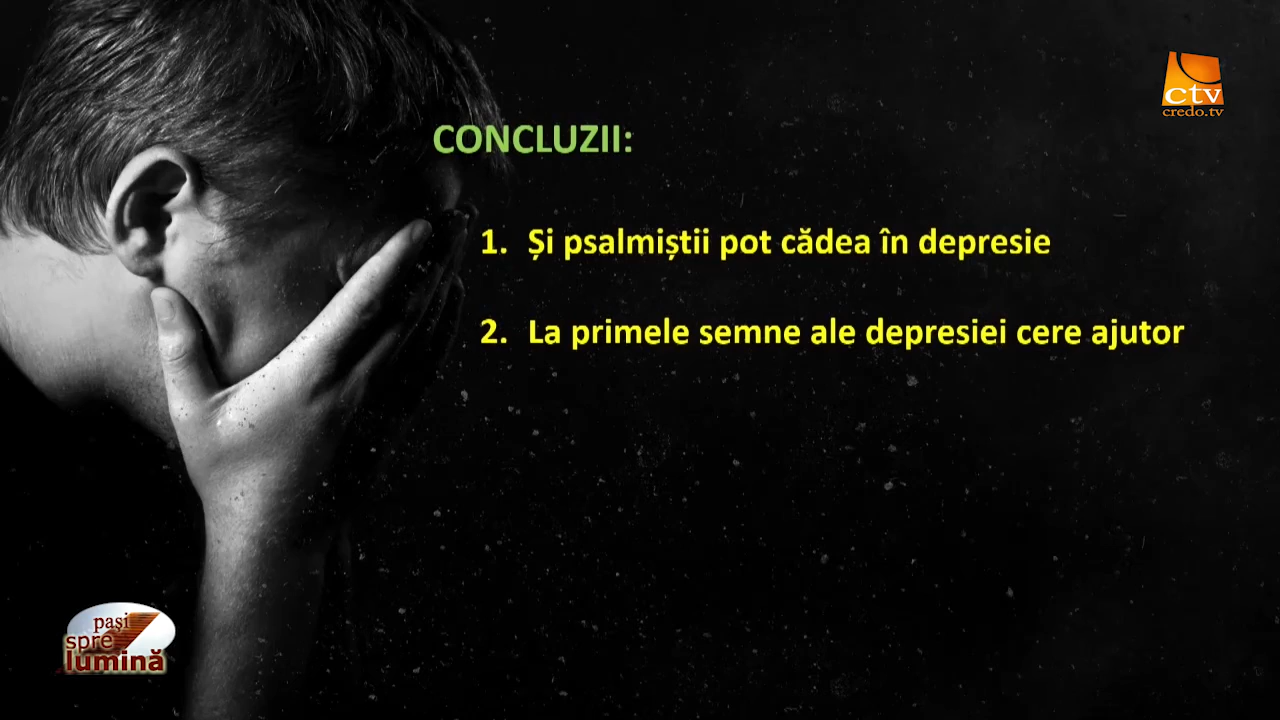 ctv
credo.tv
CONCLUZII:
1. Și psalmiștii pot cădea în depresie
2. La primele semne ale depresiei cere ajutor
pași
spre
lumină